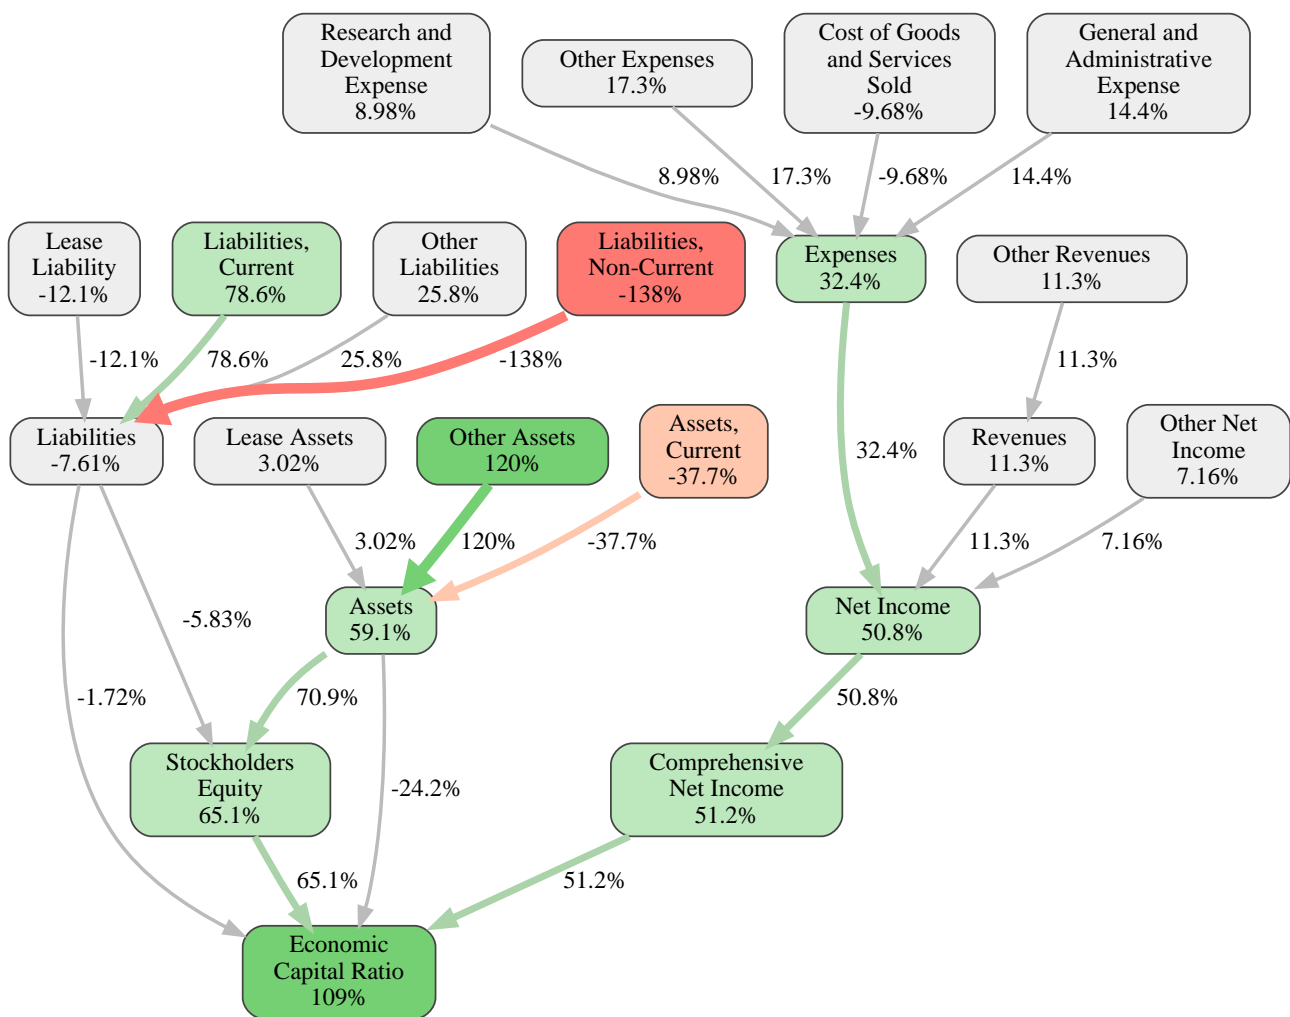 Research and
Development
Expense
8.98%
Other Expenses
17.3%
Cost of Goods
and Services
Sold
-9.68%
General and
Administrative
Expense
14.4%
8.98%
17.3%
-9.68%
14.4%
Lease
Liability
-12.1%
Liabilities,
Current
78.6%
Other
Liabilities
25.8%
Liabilities,
Non-Current
-138%
Expenses
32.4%
Other Revenues
11.3%
-12.1%
78.6%
25.8%
-138%
11.3%
Liabilities
-7.61%
Lease Assets
3.02%
Other Assets
120%
Assets,
Current
-37.7%
32.4%
Revenues
11.3%
Other Net
Income
7.16%
3.02%
120%
-37.7%
11.3%
7.16%
-5.83%
Assets
59.1%
Net Income
50.8%
-1.72%
70.9%
50.8%
Stockholders
Equity
65.1%
-24.2%
Comprehensive
Net Income
51.2%
65.1%
51.2%
Economic
Capital Ratio
109%